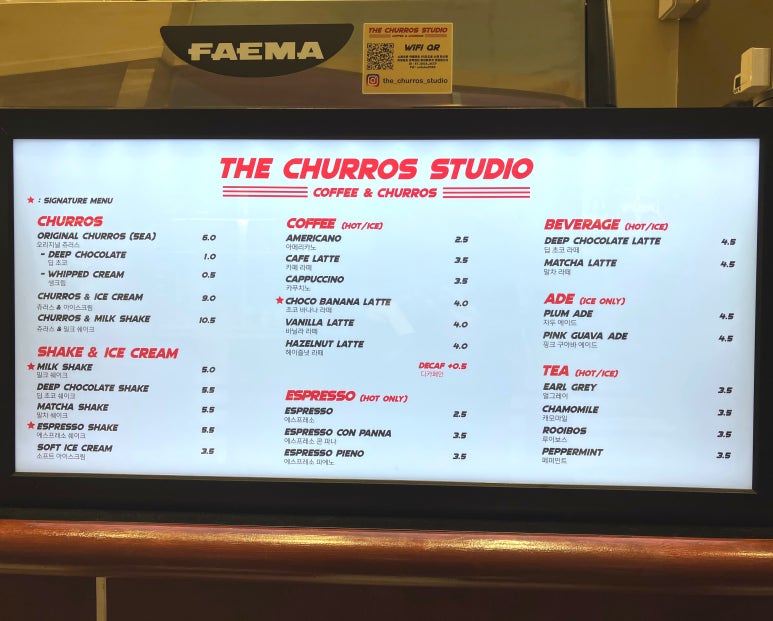 FAEMA
THE CHURROS STUDIO
COFFEE & CHURROS
WIFI QR
the_churros_studio
THE CHURROS STUDIO
COFFEE & CHURROS
★ : SIGNATURE MENU
CHURROS
ORIGINAL CHURROS (5EA) 6.0
오리지널 츄러스
- DEEP CHOCOLATE 1.0
딥 초코
- WHIPPED CREAM 0.5
생크림
CHURROS & ICE CREAM 9.0
츄러스 & 아이스크림
CHURROS & MILK SHAKE 10.5
츄러스 & 밀크 쉐이크
SHAKE & ICE CREAM
★ MILK SHAKE 5.0
밀크 쉐이크
DEEP CHOCOLATE SHAKE 5.5
딥 초코 쉐이크
MATCHA SHAKE 5.5
말차 쉐이크
★ ESPRESSO SHAKE 5.5
에스프레소 쉐이크
SOFT ICE CREAM 3.5
소프트 아이스크림
COFFEE (HOT/ICE)
AMERICANO 2.5
아메리카노
CAFE LATTE 3.5
카페 라떼
CAPPUCCINO 3.5
카푸치노
★ CHOCO BANANA LATTE 4.0
초코 바나나 라떼
VANILLA LATTE 4.0
바닐라 라떼
HAZELNUT LATTE 4.0
헤이즐넛 라떼
DECAF +0.5
디카페인
ESPRESSO (HOT ONLY)
ESPRESSO 2.5
에스프레소
ESPRESSO CON PANNA 3.5
에스프레소 콘 파나
ESPRESSO PIENO 3.5
에스프레소 피에노
BEVERAGE (HOT/ICE)
DEEP CHOCOLATE LATTE 4.5
딥 초코 라떼
MATCHA LATTE 4.5
말차 라떼
ADE (ICE ONLY)
PLUM ADE 4.5
자두 에이드
PINK GUAVA ADE 4.5
핑크 구아바 에이드
TEA (HOT/ICE)
EARL GREY 3.5
얼그레이
CHAMOMILE 3.5
캐모마일
ROOIBOS 3.5
루이보스
PEPPERMINT 3.5
페퍼민트